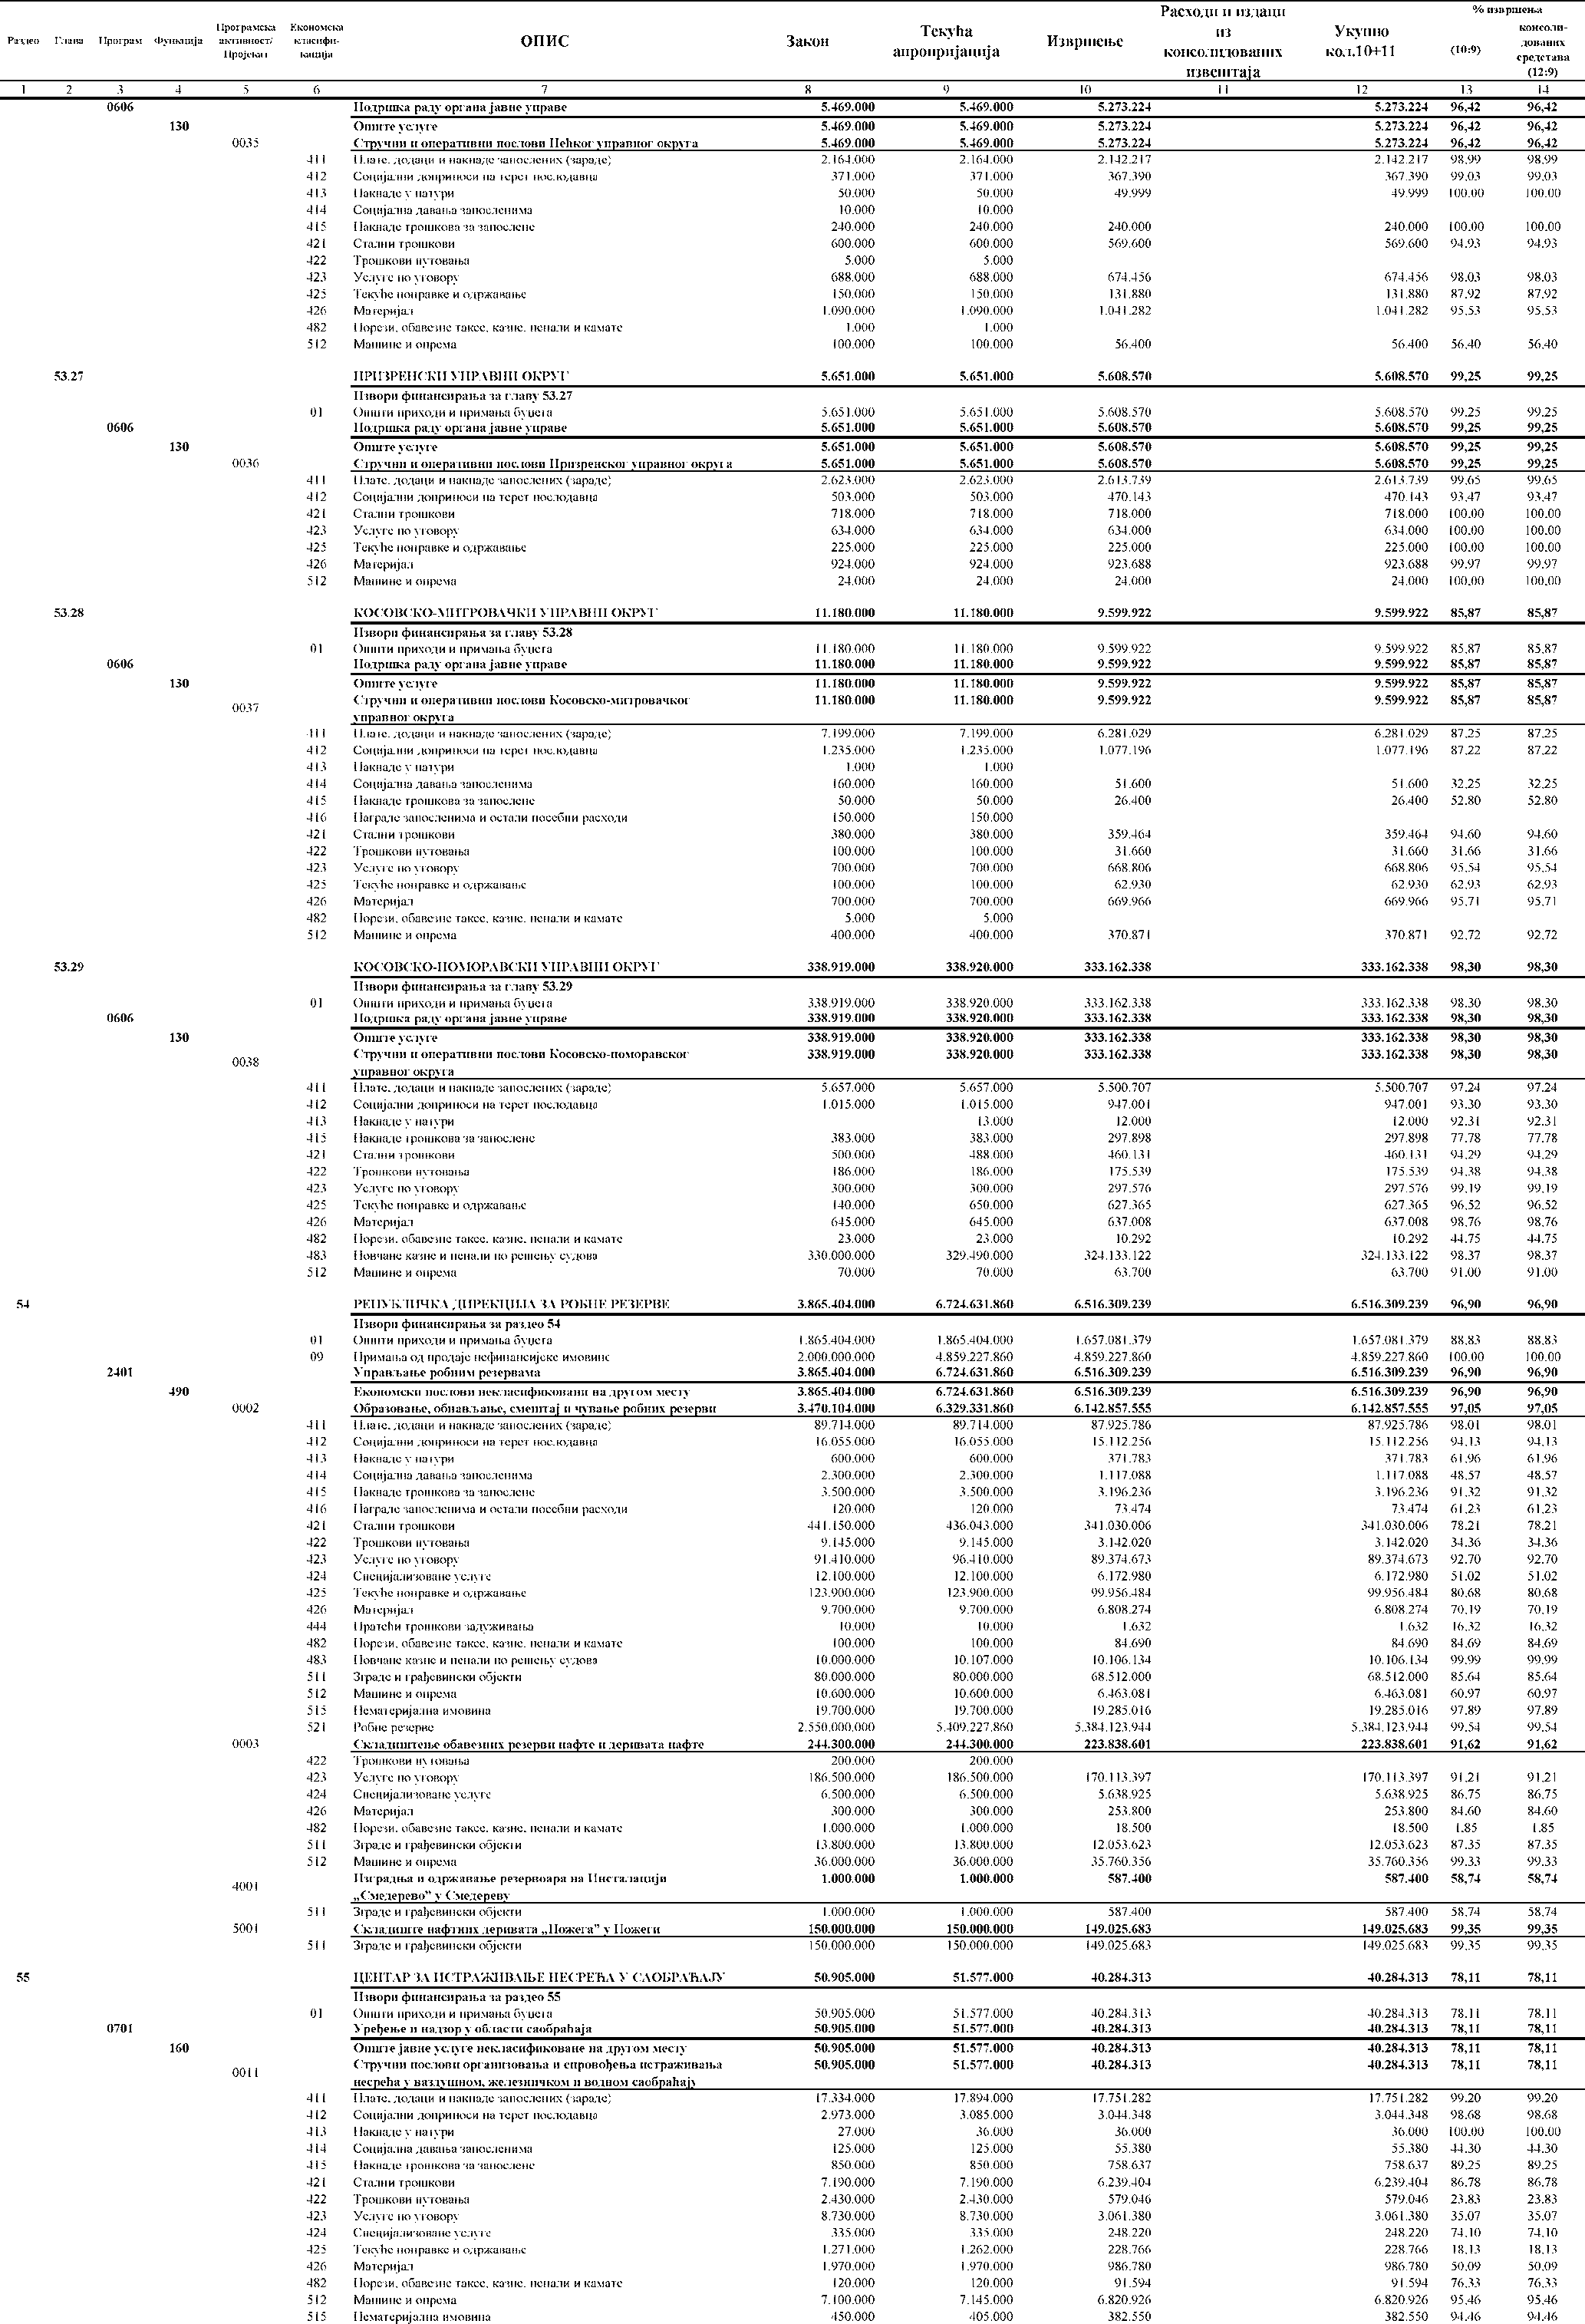 Раздео Глава Програм Функција Програмска активност/Пројекат Економска класификација ОПИС Закон Текућа апропријација Извршење Расходи и издаци из консолидованих извештаја Укупно кол.10+11 % извршења (10:9) консолидованих средстава (12:9)
1 2 3 4 5 6 7 8 9 10 11 12 13 14
0606 Подршка раду органа јавне управе 5.469.000 5.469.000 5.273.224 5.273.224 96,42 96,42
130 Опште услуге 5.469.000 5.469.000 5.273.224 5.273.224 96,42 96,42
0035 Стручни и оперативни послови Пећког управног округа 5.469.000 5.469.000 5.273.224 5.273.224 96,42 96,42
411 Плате, додаци и накнаде запослених (зараде) 2.164.000 2.164.000 2.142.217 2.142.217 98,99 98,99
412 Социјални доприноси на терет послодавца 371.000 371.000 367.390 367.390 99,03 99,03
413 Накнаде у натури 50.000 50.000 49.999 49.999 100,00 100,00
414 Социјална давања запосленима 10.000 10.000
415 Накнаде трошкова за запослене 240.000 240.000 240.000 240.000 100,00 100,00
421 Стални трошкови 600.000 600.000 569.600 569.600 94,93 94,93
422 Трошкови путовања 5.000 5.000
423 Услуге по уговору 688.000 688.000 674.456 674.456 98,03 98,03
425 Текуће поправке и одржавање 150.000 150.000 131.880 131.880 87,92 87,92
426 Материјал 1.090.000 1.090.000 1.041.282 1.041.282 95,53 95,53
482 Порези, обавезне таксе, казне, пенали и камате 1.000 1.000
512 Машине и опрема 100.000 100.000 56.400 56.400 56,40 56,40
53.27 ПРИЗРЕНСКИ УПРАВНИ ОКРУГ 5.651.000 5.651.000 5.608.570 5.608.570 99,25 99,25
Извори финансирања за главу 53.27
01 Општи приходи и примања буџета 5.651.000 5.651.000 5.608.570 5.608.570 99,25 99,25
0606 Подршка раду органа јавне управе 5.651.000 5.651.000 5.608.570 5.608.570 99,25 99,25
130 Опште услуге 5.651.000 5.651.000 5.608.570 5.608.570 99,25 99,25
0036 Стручни и оперативни послови Призренског управног округа 5.651.000 5.651.000 5.608.570 5.608.570 99,25 99,25
411 Плате, додаци и накнаде запослених (зараде) 2.623.000 2.623.000 2.613.739 2.613.739 99,65 99,65
412 Социјални доприноси на терет послодавца 503.000 503.000 470.143 470.143 93,47 93,47
421 Стални трошкови 718.000 718.000 718.000 718.000 100,00 100,00
423 Услуге по уговору 634.000 634.000 634.000 634.000 100,00 100,00
425 Текуће поправке и одржавање 225.000 225.000 225.000 225.000 100,00 100,00
426 Материјал 924.000 924.000 923.688 923.688 99,97 99,97
512 Машине и опрема 24.000 24.000 24.000 24.000 100,00 100,00
53.28 КОСОВСКО-МИТРОВАЧКИ УПРАВНИ ОКРУГ 11.180.000 11.180.000 9.599.922 9.599.922 85,87 85,87
Извори финансирања за главу 53.28
01 Општи приходи и примања буџета 11.180.000 11.180.000 9.599.922 9.599.922 85,87 85,87
0606 Подршка раду органа јавне управе 11.180.000 11.180.000 9.599.922 9.599.922 85,87 85,87
130 Опште услуге 11.180.000 11.180.000 9.599.922 9.599.922 85,87 85,87
0037 Стручни и оперативни послови Косовско-митровачког 11.180.000 11.180.000 9.599.922 9.599.922 85,87 85,87
управног округа
411 Плате, додаци и накнаде запослених (зараде) 7.199.000 7.199.000 6.281.029 6.281.029 87,25 87,25
412 Социјални доприноси на терет послодавца 1.235.000 1.235.000 1.077.196 1.077.196 87,22 87,22
413 Накнаде у натури 1.000 1.000
414 Социјална давања запосленима 160.000 160.000 51.600 51.600 32,25 32,25
415 Накнаде трошкова за запослене 50.000 50.000 26.400 26.400 52,80 52,80
416 Награде запосленима и остали посебни расходи 150.000 150.000
421 Стални трошкови 380.000 380.000 359.464 359.464 94,60 94,60
422 Трошкови путовања 100.000 100.000 31.660 31.660 31,66 31,66
423 Услуге по уговору 700.000 700.000 668.806 668.806 95,54 95,54
425 Текуће поправке и одржавање 100.000 100.000 62.930 62.930 62,93 62,93
426 Материјал 700.000 700.000 669.966 669.966 95,71 95,71
482 Порези, обавезне таксе, казне, пенали и камате 5.000 5.000
512 Машине и опрема 400.000 400.000 370.871 370.871 92,72 92,72
53.29 КОСОВСКО-ПОМОРАВСКИ УПРАВНИ ОКРУГ 338.919.000 338.920.000 333.162.338 333.162.338 98,30 98,30
Извори финансирања за главу 53.29
01 Општи приходи и примања буџета 338.919.000 338.920.000 333.162.338 333.162.338 98,30 98,30
0606 Подршка раду органа јавне управе 338.919.000 338.920.000 333.162.338 333.162.338 98,30 98,30
130 Опште услуге 338.919.000 338.920.000 333.162.338 333.162.338 98,30 98,30
0038 Стручни и оперативни послови Косовско-поморавског 338.919.000 338.920.000 333.162.338 333.162.338 98,30 98,30
управног округа
411 Плате, додаци и накнаде запослених (зараде) 5.657.000 5.657.000 5.500.707 5.500.707 97,24 97,24
412 Социјални доприноси на терет послодавца 1.015.000 1.015.000 947.001 947.001 93,30 93,30
413 Накнаде у натури 13.000 12.000 12.000 92,31 92,31
415 Накнаде трошкова за запослене 383.000 383.000 297.898 297.898 77,78 77,78
421 Стални трошкови 500.000 488.000 460.131 460.131 94,29 94,29
422 Трошкови путовања 186.000 186.000 175.539 175.539 94,38 94,38
423 Услуге по уговору 300.000 300.000 297.576 297.576 99,19 99,19
425 Текуће поправке и одржавање 140.000 650.000 627.365 627.365 96,52 96,52
426 Материјал 645.000 645.000 637.008 637.008 98,76 98,76
482 Порези, обавезне таксе, казне, пенали и камате 23.000 23.000 10.292 10.292 44,75 44,75
483 Новчане казне и пенали по решењу судова 330.000.000 329.490.000 324.133.122 324.133.122 98,37 98,37
512 Машине и опрема 70.000 70.000 63.700 63.700 91,00 91,00
54 РЕПУБЛИЧКА ДИРЕКЦИЈА ЗА РОБНЕ РЕЗЕРВЕ 3.865.404.000 6.724.631.860 6.516.309.239 6.516.309.239 96,90 96,90
Извори финансирања за раздео 54
01 Општи приходи и примања буџета 1.865.404.000 1.865.404.000 1.657.081.379 1.657.081.379 88,83 88,83
09 Примања од продаје нефинансијске имовине 2.000.000.000 4.859.227.860 4.859.227.860 4.859.227.860 100,00 100,00
2401 Управљање робним резервама 3.865.404.000 6.724.631.860 6.516.309.239 6.516.309.239 96,90 96,90
490 Економски послови некласификовани на другом месту 3.865.404.000 6.724.631.860 6.516.309.239 6.516.309.239 96,90 96,90
0002 Образовање, обнављање, смештај и чување робних резерви 3.470.104.000 6.329.331.860 6.142.857.555 6.142.857.555 97,05 97,05
411 Плате, додаци и накнаде запослених (зараде) 89.714.000 89.714.000 87.925.786 87.925.786 98,01 98,01
412 Социјални доприноси на терет послодавца 16.055.000 16.055.000 15.112.256 15.112.256 94,13 94,13
413 Накнаде у натури 600.000 600.000 371.783 371.783 61,96 61,96
414 Социјална давања запосленима 2.300.000 2.300.000 1.117.088 1.117.088 48,57 48,57
415 Накнаде трошкова за запослене 3.500.000 3.500.000 3.196.236 3.196.236 91,32 91,32
416 Награде запосленима и остали посебни расходи 120.000 120.000 73.474 73.474 61,23 61,23
421 Стални трошкови 441.150.000 436.043.000 341.030.006 341.030.006 78,21 78,21
422 Трошкови путовања 9.145.000 9.145.000 3.142.020 3.142.020 34,36 34,36
423 Услуге по уговору 91.410.000 96.410.000 89.374.673 89.374.673 92,70 92,70
424 Специјализоване услуге 12.100.000 12.100.000 6.172.980 6.172.980 51,02 51,02
425 Текуће поправке и одржавање 123.900.000 123.900.000 99.956.484 99.956.484 80,68 80,68
426 Материјал 9.700.000 9.700.000 6.808.274 6.808.274 70,19 70,19
444 Пратећи трошкови задуживања 10.000 10.000 1.632 1.632 16,32 16,32
482 Порези, обавезне таксе, казне, пенали и камате 100.000 100.000 84.690 84.690 84,69 84,69
483 Новчане казне и пенали по решењу судова 10.000.000 10.107.000 10.106.134 10.106.134 99,99 99,99
511 Зграде и грађевински објекти 80.000.000 80.000.000 68.512.000 68.512.000 85,64 85,64
512 Машине и опрема 10.600.000 10.600.000 6.463.081 6.463.081 60,97 60,97
515 Нематеријална имовина 19.700.000 19.700.000 19.285.016 19.285.016 97,89 97,89
521 Робне резерве 2.550.000.000 5.409.227.860 5.384.123.944 5.384.123.944 99,54 99,54
0003 Складиштење обавезних резерви нафте и деривата нафте 244.300.000 244.300.000 223.838.601 223.838.601 91,62 91,62
422 Трошкови путовања 200.000 200.000
423 Услуге по уговору 186.500.000 186.500.000 170.113.397 170.113.397 91,21 91,21
424 Специјализоване услуге 6.500.000 6.500.000 5.638.925 5.638.925 86,75 86,75
426 Материјал 300.000 300.000 253.800 253.800 84,60 84,60
482 Порези, обавезне таксе, казне, пенали и камате 1.000.000 1.000.000 18.500 18.500 1,85 1,85
511 Зграде и грађевински објекти 13.800.000 13.800.000 12.053.623 12.053.623 87,35 87,35
512 Машине и опрема 36.000.000 36.000.000 35.760.356 35.760.356 99,33 99,33
4001 Изградња и одржавање резервоара на Инсталацији 1.000.000 1.000.000 587.400 587.400 58,74 58,74
„Смедерево” у Смедереву
511 Зграде и грађевински објекти 1.000.000 1.000.000 587.400 587.400 58,74 58,74
5001 Складиште нафтних деривата „Пожега” у Пожеги 150.000.000 150.000.000 149.025.683 149.025.683 99,35 99,35
511 Зграде и грађевински објекти 150.000.000 150.000.000 149.025.683 149.025.683 99,35 99,35
55 ЦЕНТАР ЗА ИСТРАЖИВАЊЕ НЕСРЕЋА У САОБРАЋАЈУ 50.905.000 51.577.000 40.284.313 40.284.313 78,11 78,11
Извори финансирања за раздео 55
01 Општи приходи и примања буџета 50.905.000 51.577.000 40.284.313 40.284.313 78,11 78,11
0701 Уређење и надзор у области саобраћаја 50.905.000 51.577.000 40.284.313 40.284.313 78,11 78,11
160 Опште јавне услуге некласификоване на другом месту 50.905.000 51.577.000 40.284.313 40.284.313 78,11 78,11
0011 Стручни послови организовања и спровођења истраживања 50.905.000 51.577.000 40.284.313 40.284.313 78,11 78,11
несрећа у ваздушном, железничком и водном саобраћају
411 Плате, додаци и накнаде запослених (зараде) 17.334.000 17.894.000 17.751.282 17.751.282 99,20 99,20
412 Социјални доприноси на терет послодавца 2.973.000 3.085.000 3.044.348 3.044.348 98,68 98,68
413 Накнаде у натури 27.000 36.000 36.000 36.000 100,00 100,00
414 Социјална давања запосленима 125.000 125.000 55.380 55.380 44,30 44,30
415 Накнаде трошкова за запослене 850.000 850.000 758.637 758.637 89,25 89,25
421 Стални трошкови 7.190.000 7.190.000 6.239.404 6.239.404 86,78 86,78
422 Трошкови путовања 2.430.000 2.430.000 579.046 579.046 23,83 23,83
423 Услуге по уговору 8.730.000 8.730.000 3.061.380 3.061.380 35,07 35,07
424 Специјализоване услуге 335.000 335.000 248.220 248.220 74,10 74,10
425 Текуће поправке и одржавање 1.271.000 1.262.000 228.766 228.766 18,13 18,13
426 Материјал 1.970.000 1.970.000 986.780 986.780 50,09 50,09
482 Порези, обавезне таксе, казне, пенали и камате 120.000 120.000 91.594 91.594 76,33 76,33
512 Машине и опрема 7.100.000 7.145.000 6.820.926 6.820.926 95,46 95,46
515 Нематеријална имовина 450.000 405.000 382.550 382.550 94,46 94,46